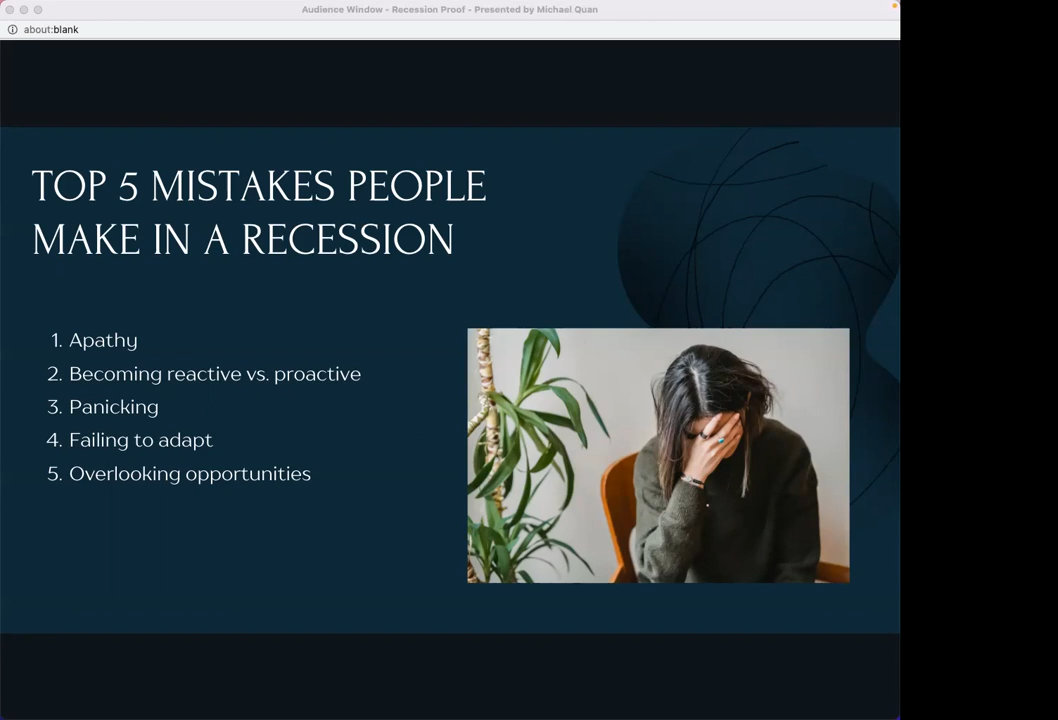 Audience Window - Recession Proof - Presented by Michael Quan
about:blank
TOP 5 MISTAKES PEOPLE
MAKE IN A RECESSION
1. Apathy
2. Becoming reactive vs. proactive
3. Panicking
4. Failing to adapt
5. Overlooking opportunities